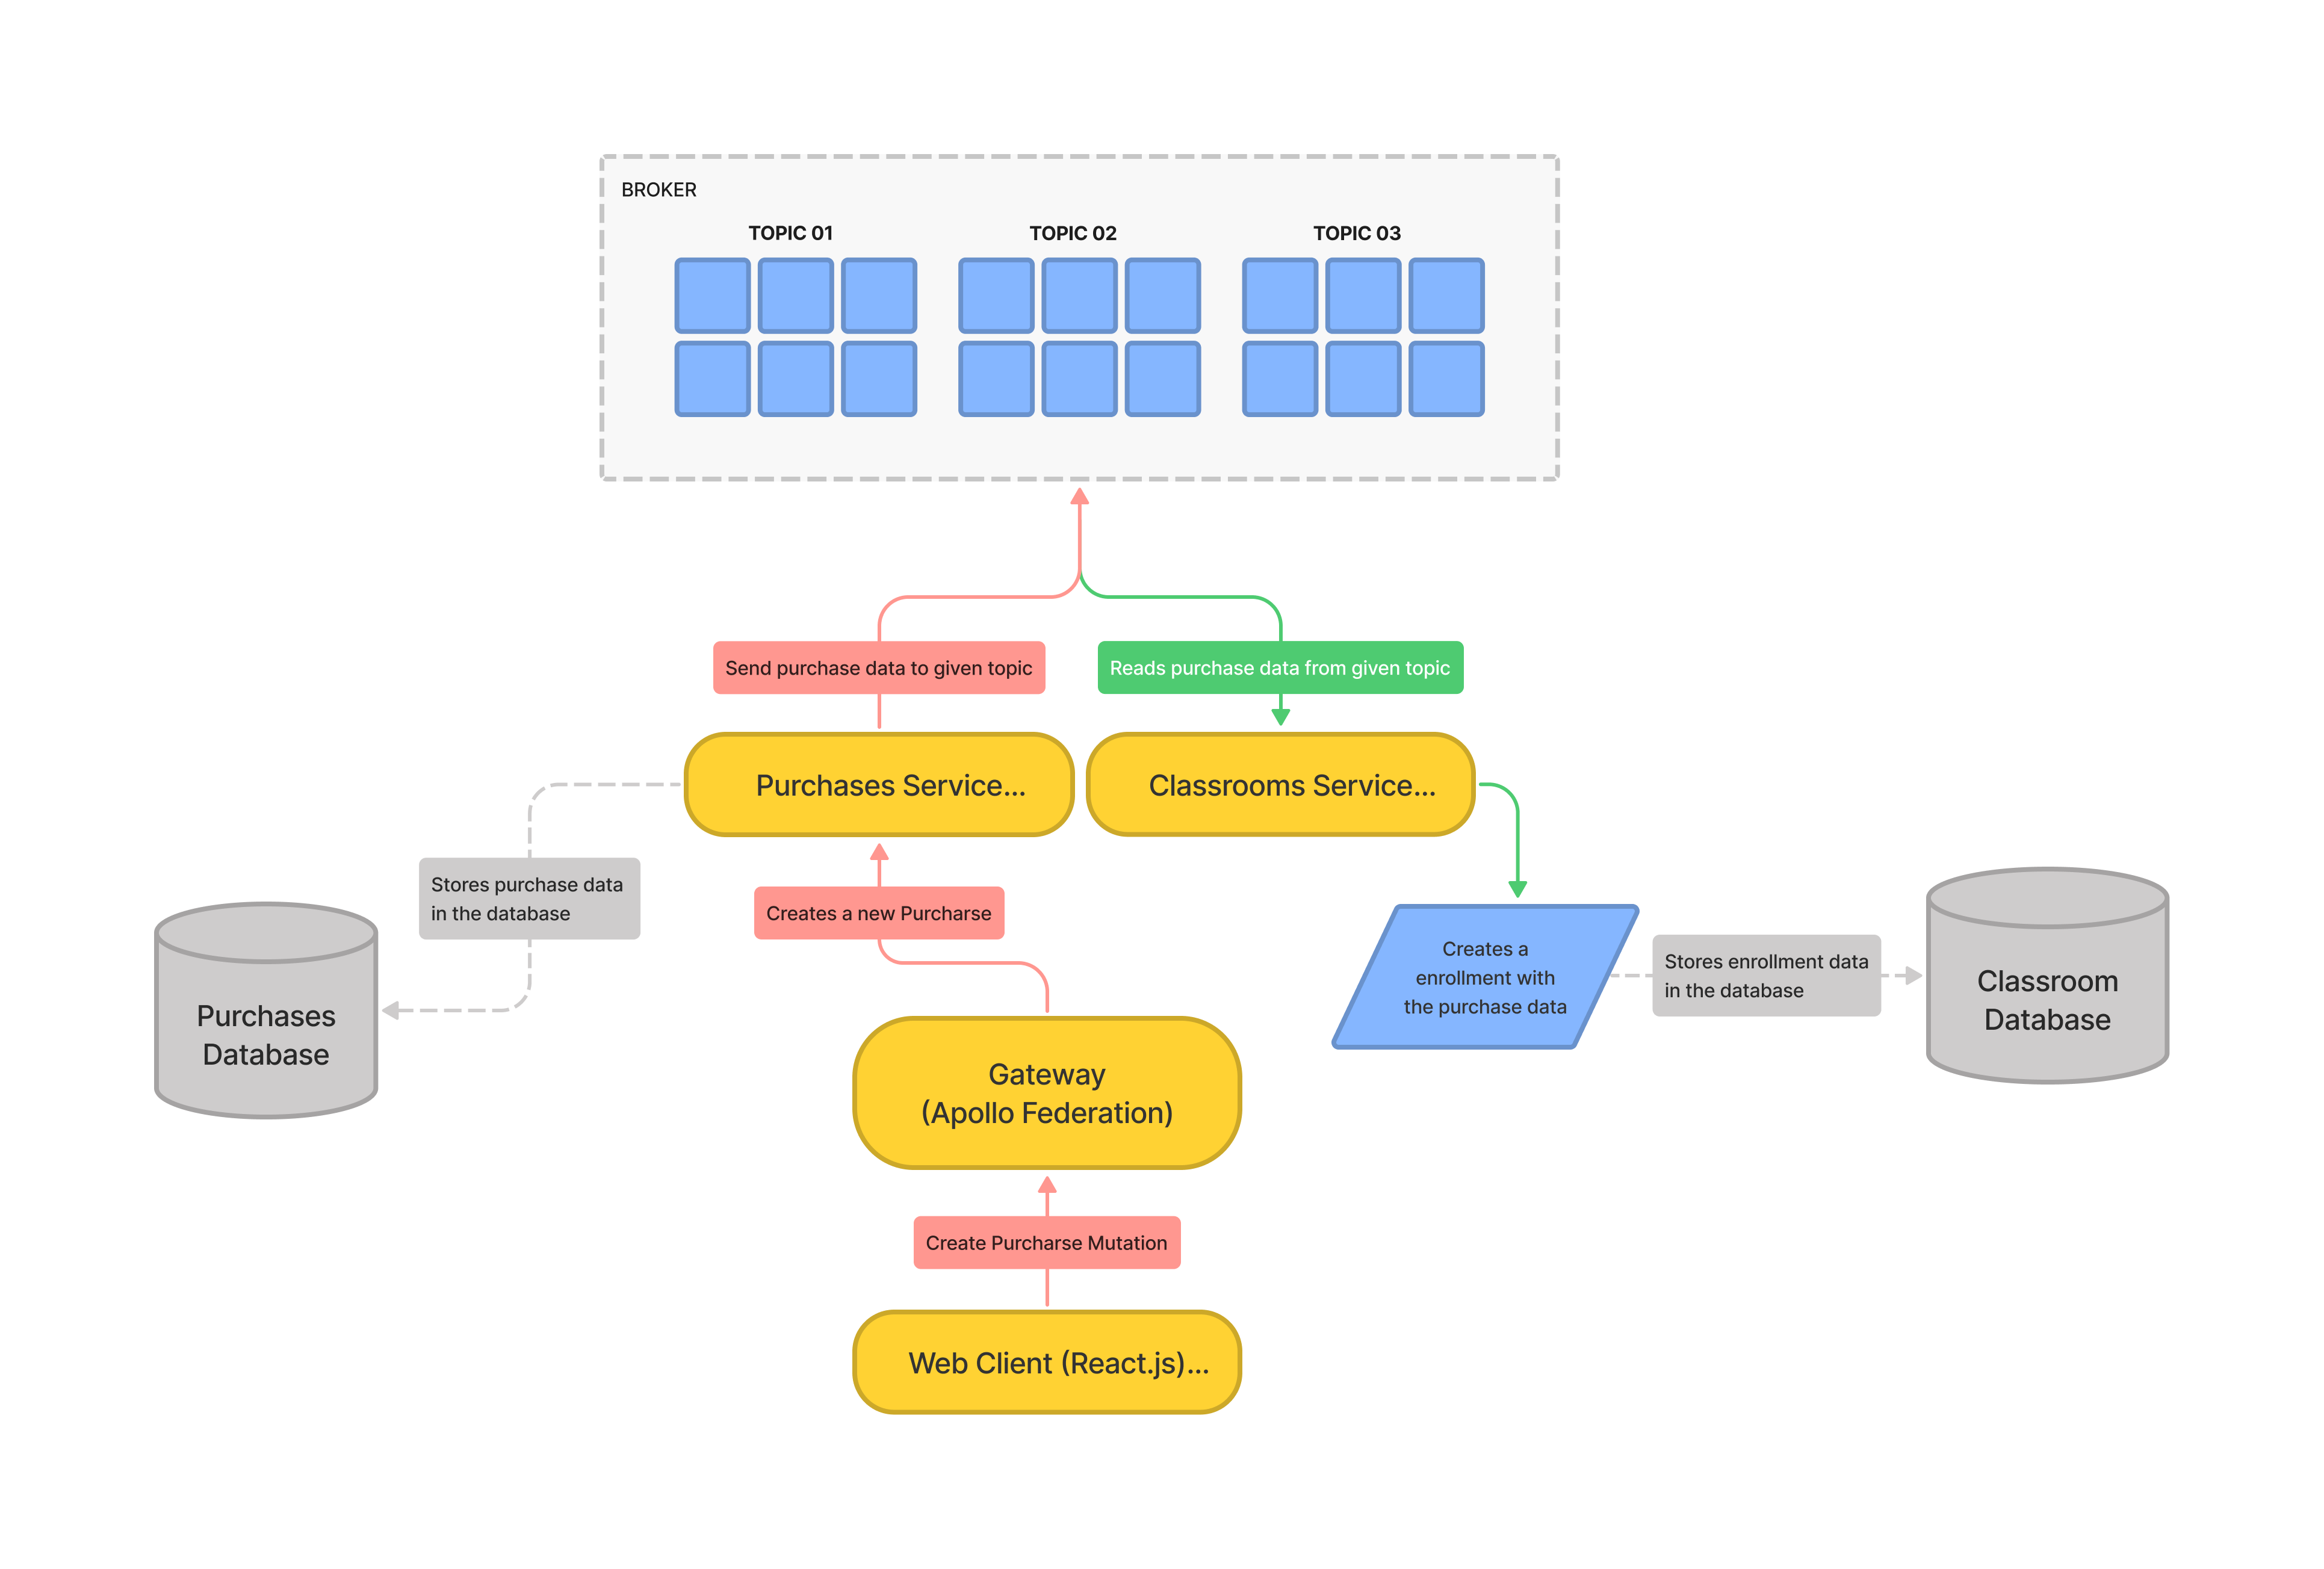 BROKER
TOPIC 01
TOPIC 02
TOPIC 03
Send purchase data to given topic
Reads purchase data from given topic
Purchases Service...
Classrooms Service...
Stores purchase data
in the database
Creates a new Purcharse
Purchases
Database
Creates a
enrollment with
the purchase data
Stores enrollment data
in the database
Classroom
Database
Gateway
(Apollo Federation)
Create Purcharse Mutation
Web Client (React.js)...